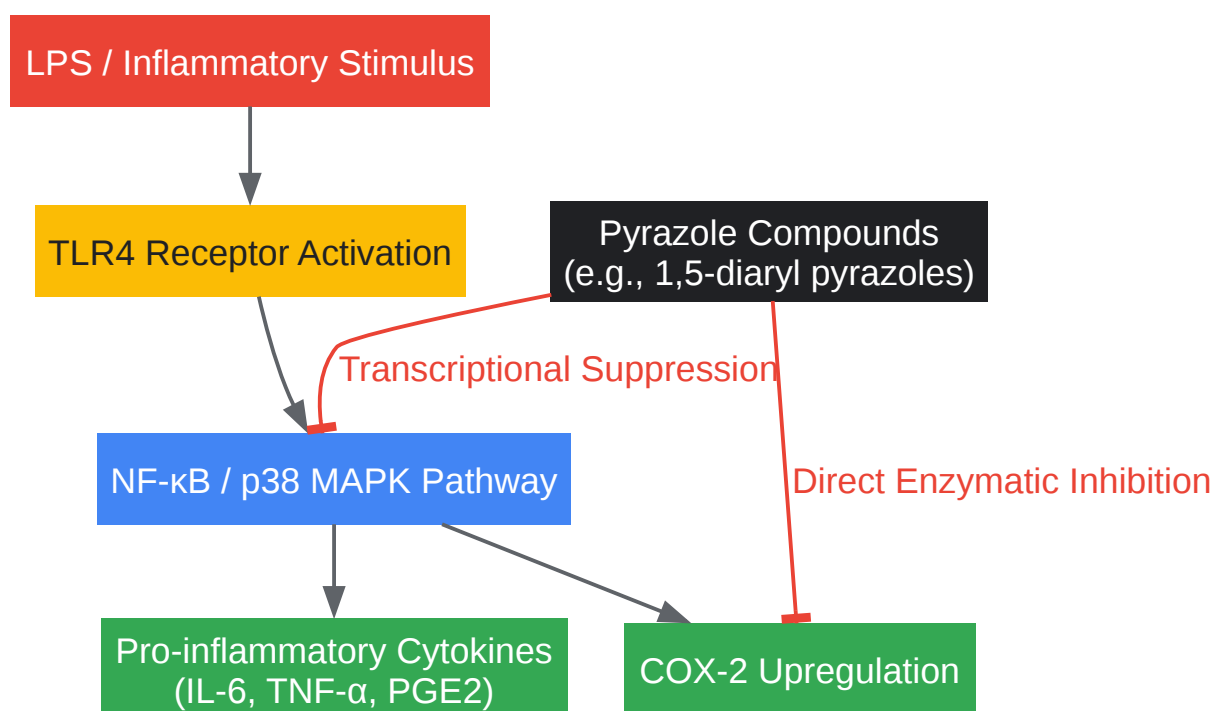 LPS / Inflammatory Stimulus
TLR4 Receptor Activation
Pyrazole Compounds
(e.g., 1,5-diaryl pyrazoles)
Transcriptional Suppression
NF-κB / p38 MAPK Pathway
Direct Enzymatic Inhibition
Pro-inflammatory Cytokines
(IL-6, TNF-α, PGE2)
COX-2 Upregulation